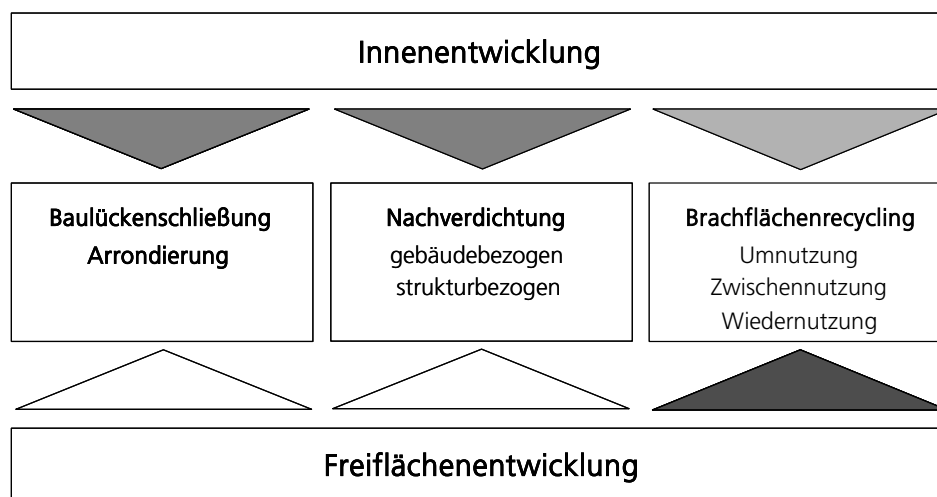 Innenentwicklung
Baulückenschließung
Arrondierung
Nachverdichtung
gebäudebezogen
strukturbezogen
Brachflächenrecycling
Umnutzung
Zwischennutzung
Wiedernutzung
Freiflächenentwicklung